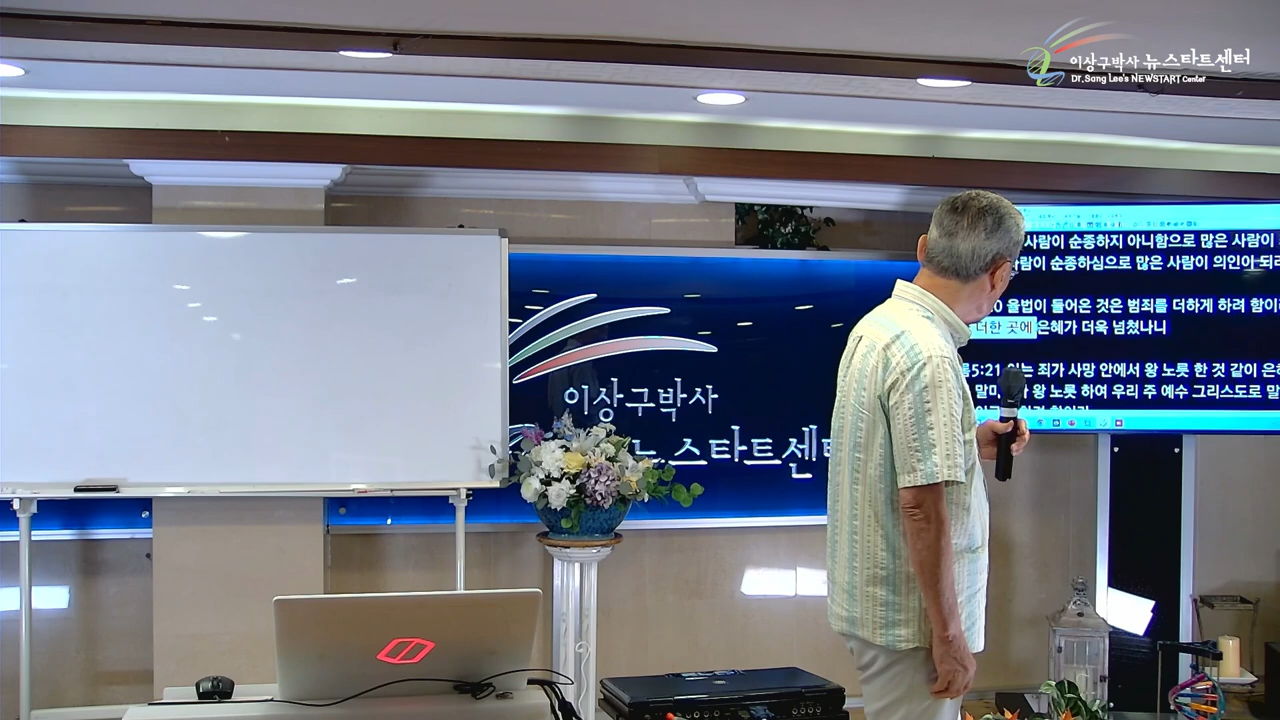 이상구박사 뉴스타트센터
Dr. Sang Lee's NEWSTART Center
사람이 순종하지 아니함으로 많은 사람이
사람이 순종하심으로 많은 사람이 의인이 되리
율법이 들어온 것은 범죄를 더하게 하려 함이
더한 곳에 은혜가 더욱 넘쳤나니
5:21 이는 죄가 사망 안에서 왕 노릇 한 것 같이 은혜
왕 노릇 하여 우리 주 예수 그리스도로 말
이상구박사
뉴스타트센